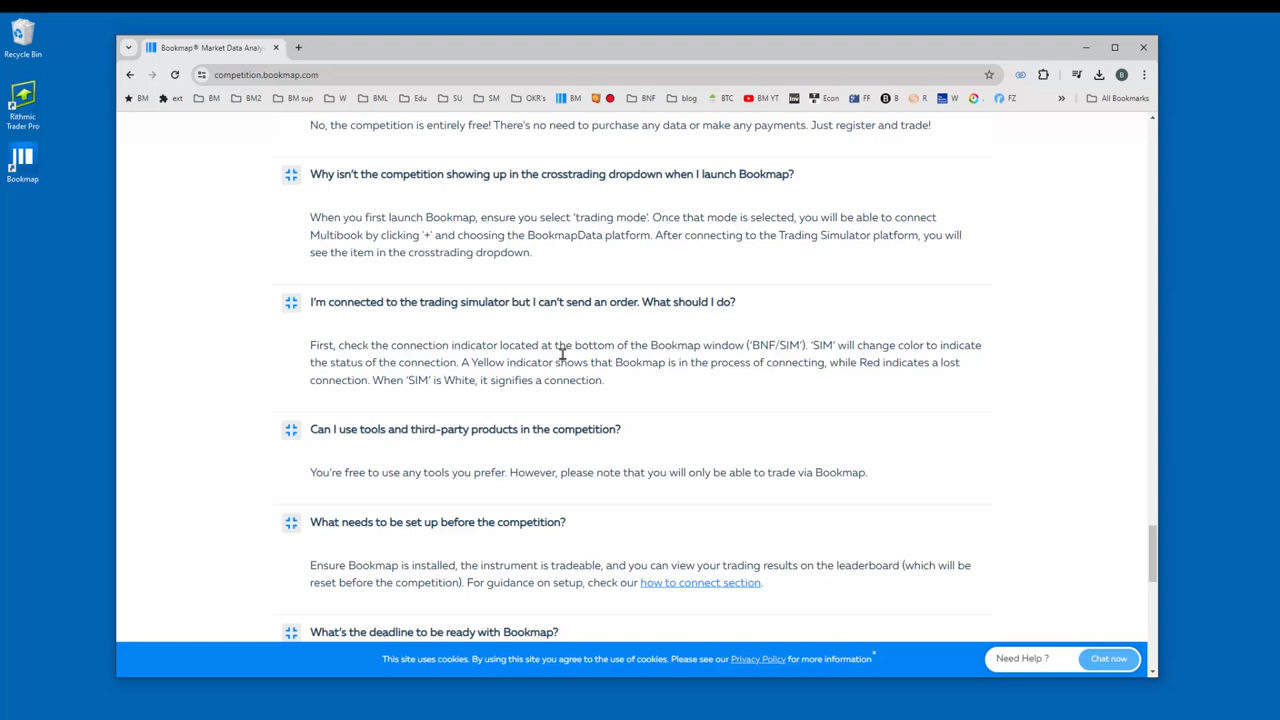 Recycle Bin
Rithmic
Trader Pro
Bookmap
Bookmap® Market Data Analy
competition.bookmap.com
BM
ext
BM
BM2
BM sup
W
BML
Edu
SU
SM
OKR's
BM
BNF
blog
BTC
BM YT
Econ
FF
B
R
W
FZ
All Bookmarks
No, the competition is entirely free! There's no need to purchase any data or make any payments. Just register and trade!
Why isn't the competition showing up in the crosstrading dropdown when I launch Bookmap?
When you first launch Bookmap, ensure you select 'trading mode'. Once that mode is selected, you will be able to connect
Multibook by clicking '+' and choosing the BookmapData platform. After connecting to the Trading Simulator platform, you will
see the item in the crosstrading dropdown.
I'm connected to the trading simulator but I can't send an order. What should I do?
First, check the connection indicator located at the bottom of the Bookmap window ('BNF/SIM'). 'SIM' will change color to indicate
the status of the connection. A Yellow indicator shows that Bookmap is in the process of connecting, while Red indicates a lost
connection. When 'SIM' is White, it signifies a connection.
Can I use tools and third-party products in the competition?
You're free to use any tools you prefer. However, please note that you will only be able to trade via Bookmap.
What needs to be set up before the competition?
Ensure Bookmap is installed, the instrument is tradeable, and you can view your trading results on the leaderboard (which will be
reset before the competition). For guidance on setup, check our how to connect section.
What's the deadline to be ready with Bookmap?
This site uses cookies. By using this site you agree to the use of cookies. Please see our Privacy Policy for more information
Need Help ?
Chat now